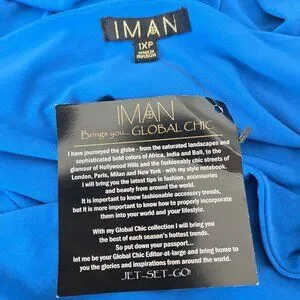 IMAN
1XP
MADE IN
IMAN
Brings you... GLOBAL CHIC
I have journeyed the globe - from the saturated landscapes and
sophisticated bold colors of Africa, India and Bali, to the
glamour of Hollywood Hills and the fashionably chic streets of
London, Paris, Milan and New York - with my style notebook.
I will bring you the latest tips in fashion, accessories
and beauty from around the world.
It is important to know fashionable accessory trends,
but it is more important to know how to properly incorporate
them into your world and your lifestyle.
With my Global Chic collection I will bring you
the best of each season's hottest trends.
So put down your passport...
let me be your Global Chic Editor-at-large and bring home to
you the glories and inspirations from around the world.
JET-SET-GO!